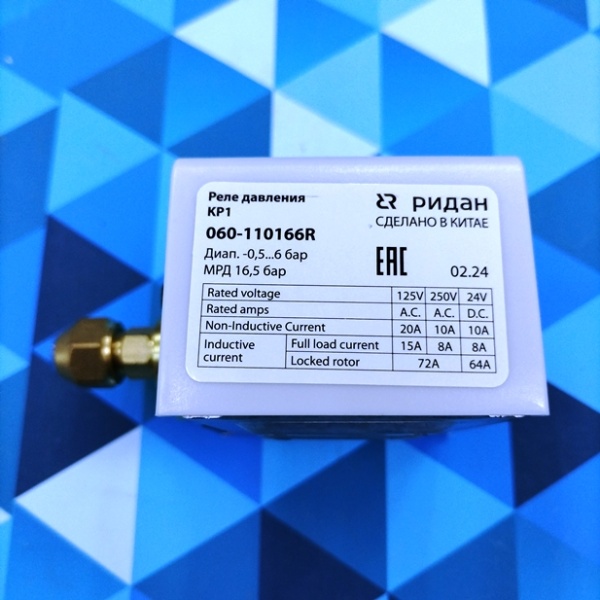 Реле давления
КР1
060-110166R
Диап. -0,5...6 бар
МРД 16,5 бар
ридан
СДЕЛАНО В КИТАЕ
EAC
02.24
Rated voltage 125V 250V 24V
Rated amps A.C. A.C. D.C.
Non-Inductive Current 20A 10A 10A
Inductive current Full load current 15A 8A 8A
Locked rotor 72A 64A